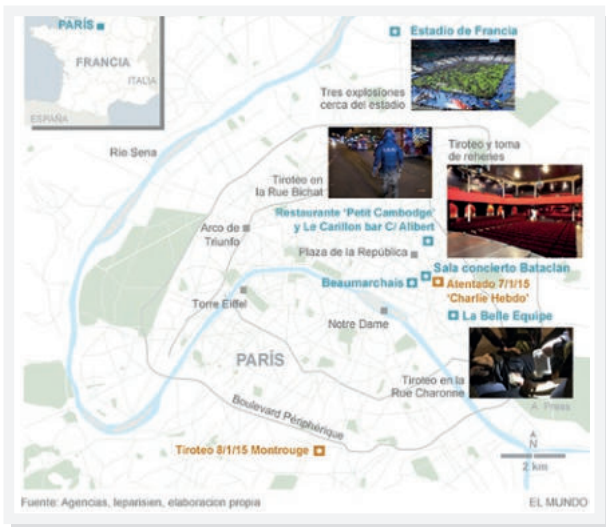 PARÍS
FRANCIA
ITALIA
ESPAÑA
Estadio de Francia
Tres explosiones
cerca del estadio
Río Sena
Tiroteo y toma
de rehenes
Tiroteo en
la Rue Bichat
Restaurante 'Petit Cambodge'
y Le Carillon bar C/ Alibert
Arco de
Triunfo
Plaza de la República
Sala concierto Bataclan
Beaumarchais
Atentado 7/1/15
'Charlie Hebdo'
Torre Eiffel
La Belle Equipe
Notre Dame
PARÍS
Tiroteo en la
Rue Charonne
Boulevard Périphérique
A. Press
Tiroteo 8/1/15 Montrouge
N
2 km
Fuente: Agencias, leparisien, elaboracion propia
EL MUNDO